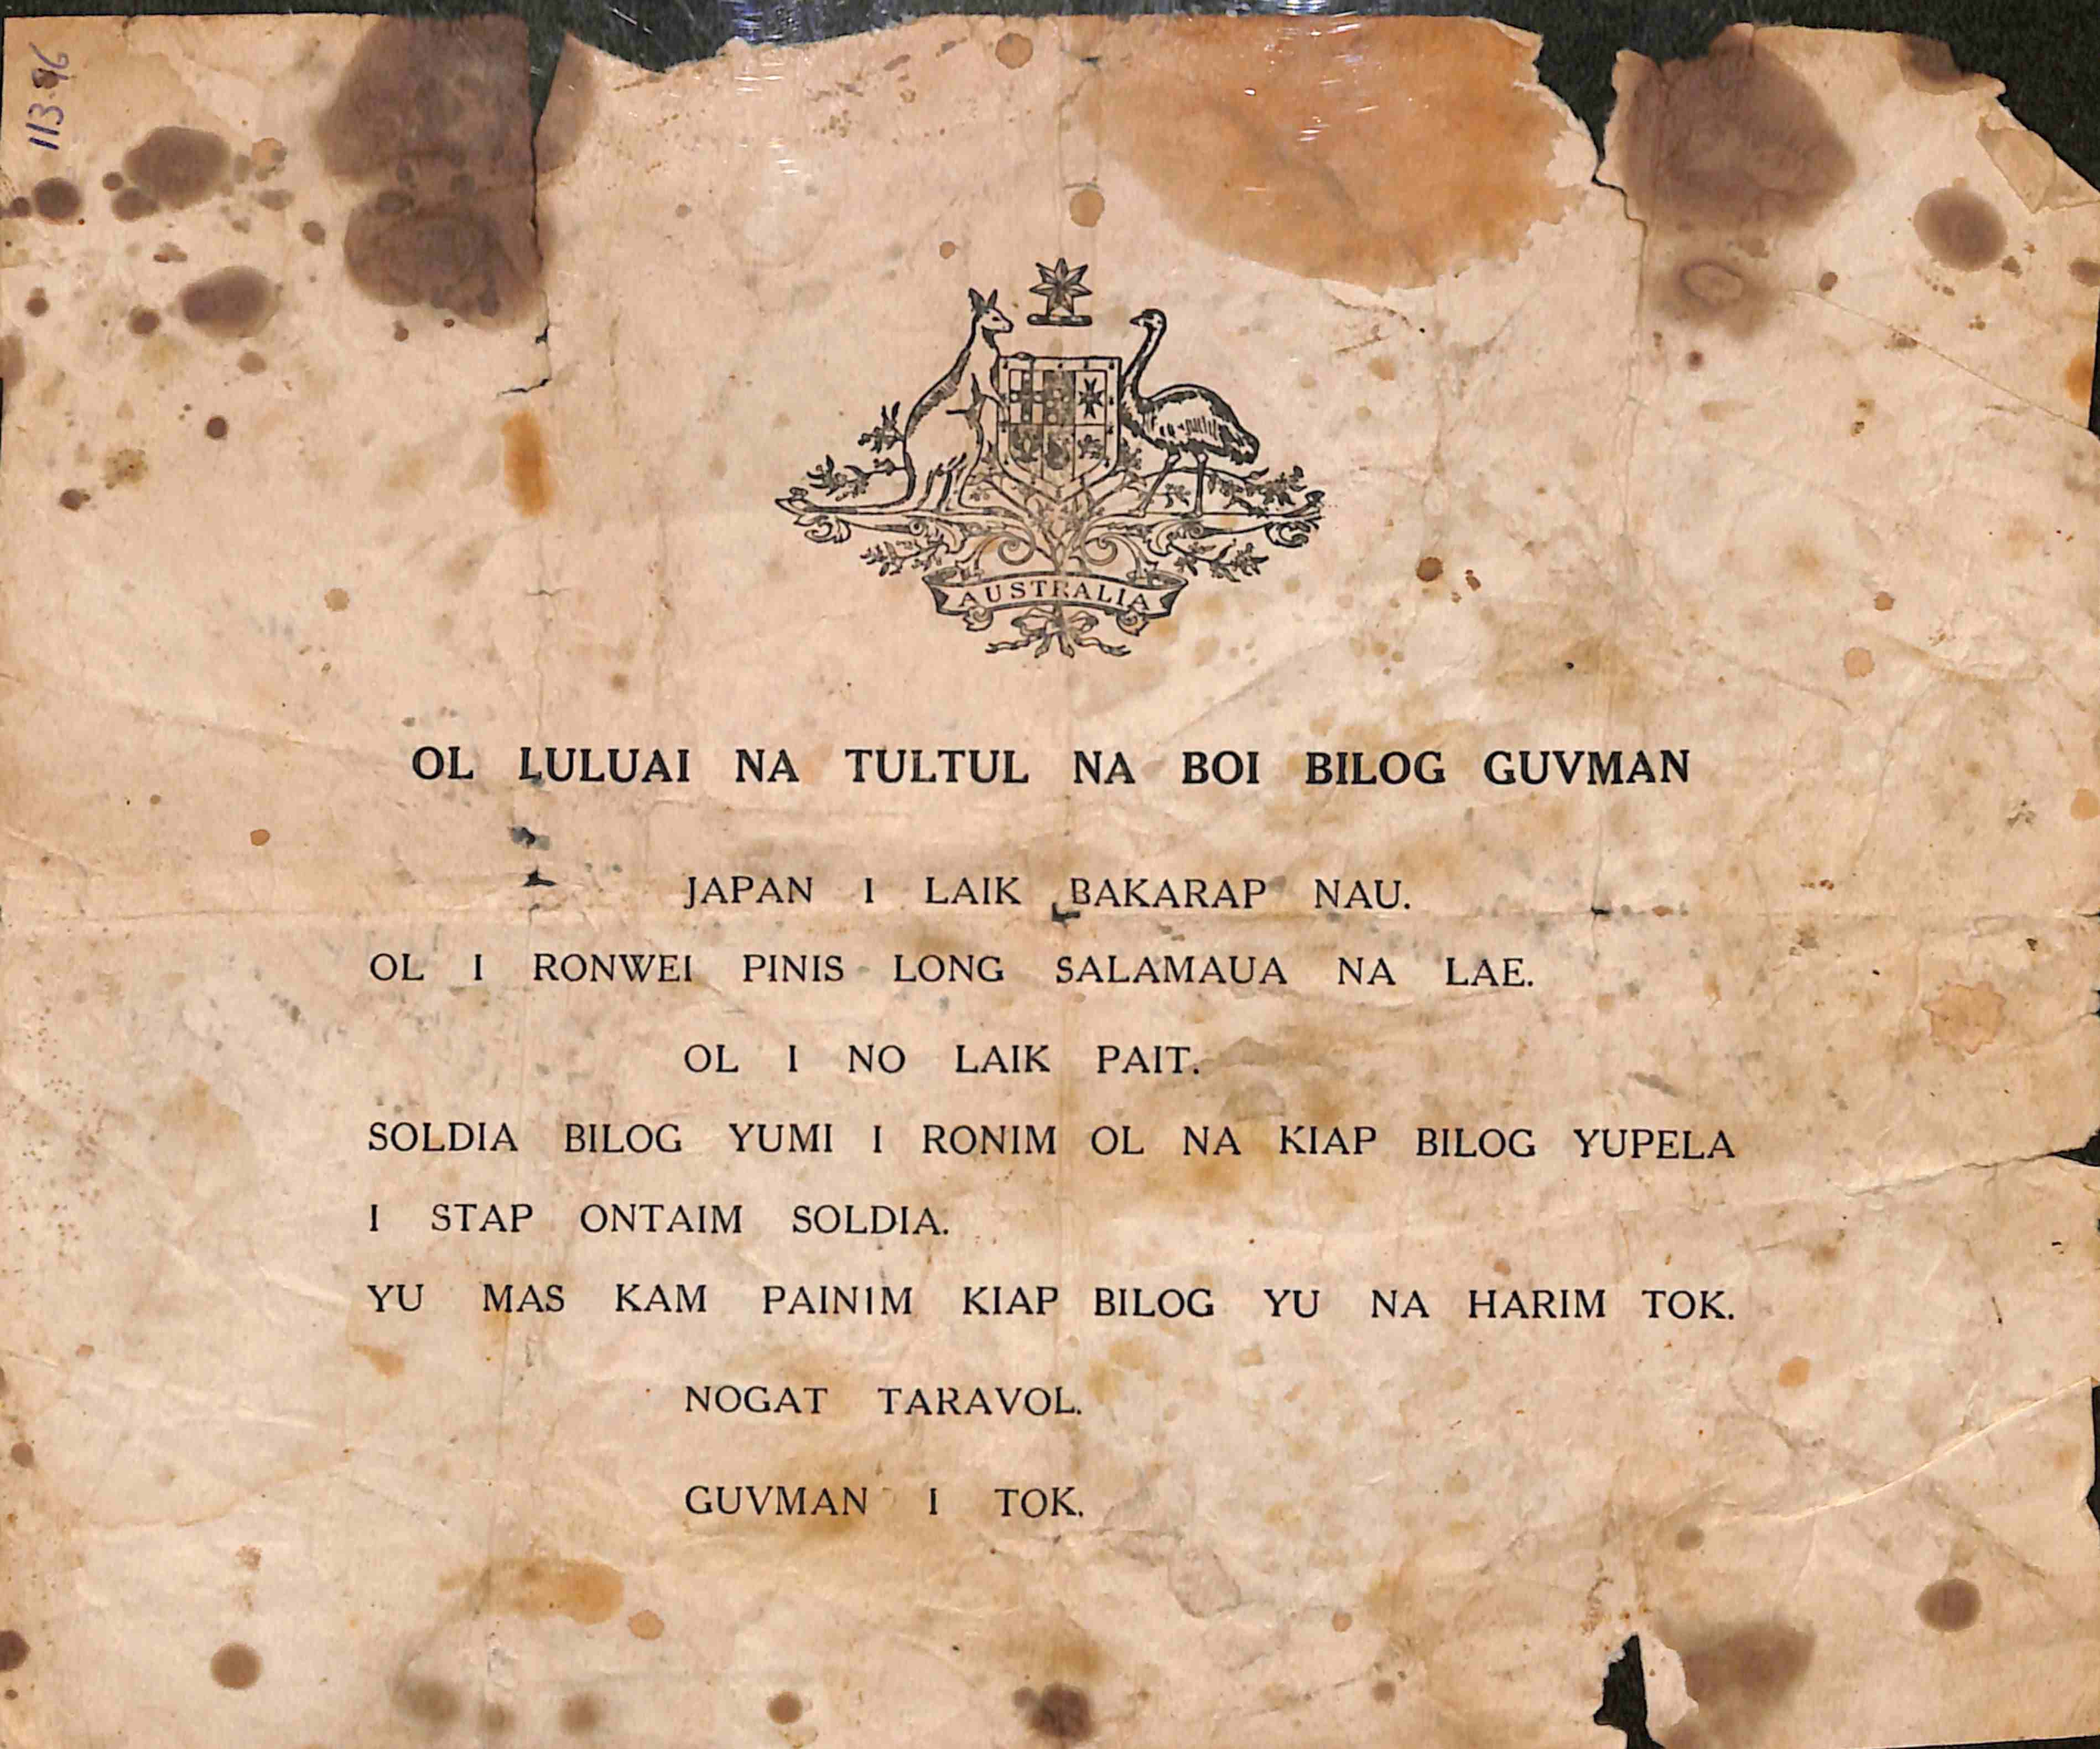 113·96
AUSTRALIA
OL LULUAI NA TULTUL NA BOI BILOG GUVMAN
JAPAN I LAIK BAKARAP NAU.
OL I RONWEI PINIS LONG SALAMAUA NA LAE.
OL I NO LAIK PAIT.
SOLDIA BILOG YUMI I RONIM OL NA KIAP BILOG YUPELA
I STAP ONTAIM SOLDIA.
YU MAS KAM PAINIM KIAP BILOG YU NA HARIM TOK.
NOGAT TARAVOL.
GUVMAN I TOK.